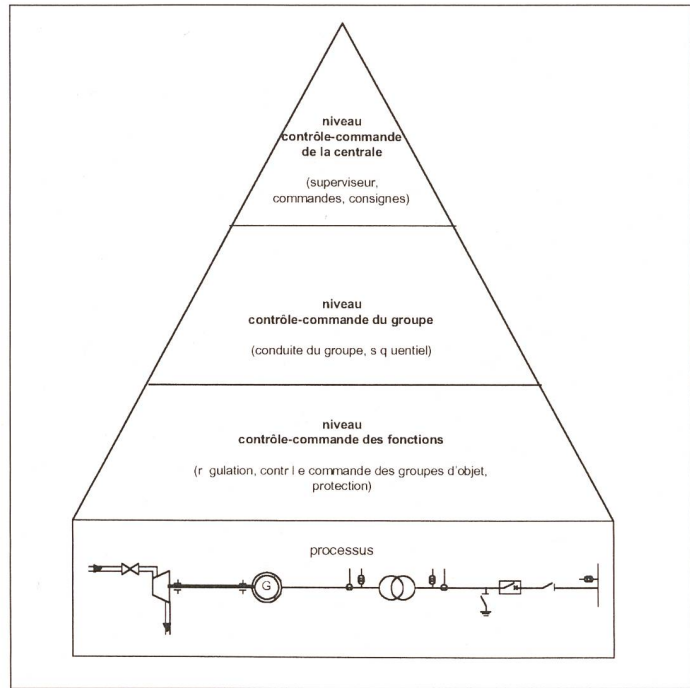 niveau
contrôle-commande
de la centrale
(superviseur,
commandes, consignes)
niveau
contrôle-commande du groupe
(conduite du groupe, s q uentiel)
niveau
contrôle-commande des fonctions
(r gulation, contr l e commande des groupes d'objet,
protection)
processus
G